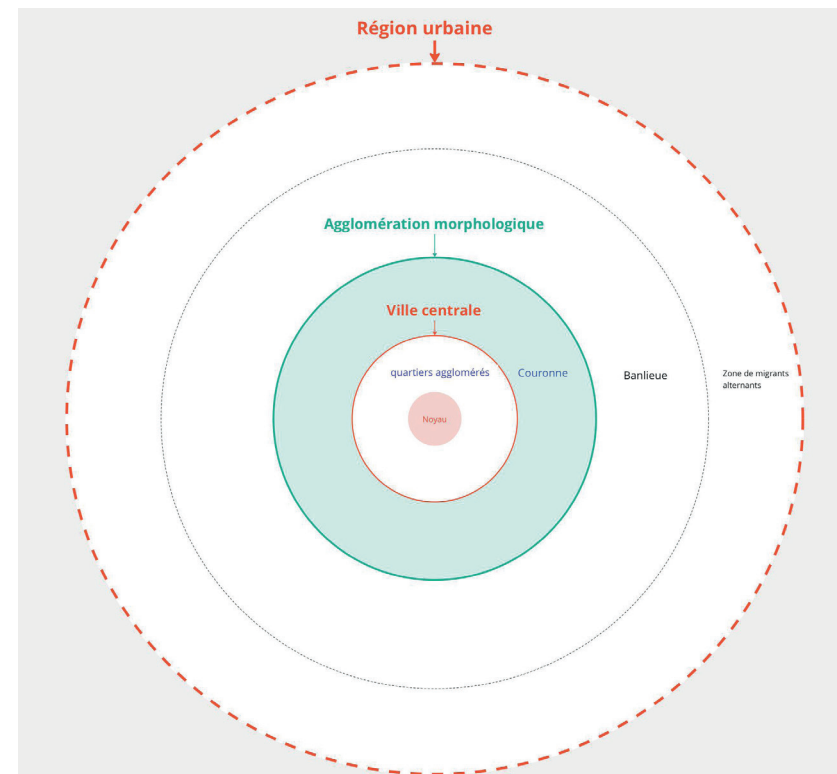 Région urbaine
Agglomération morphologique
Ville centrale
quartiers agglomérés
Couronne
Banlieue
Zone de migrants
alternants
Noyau